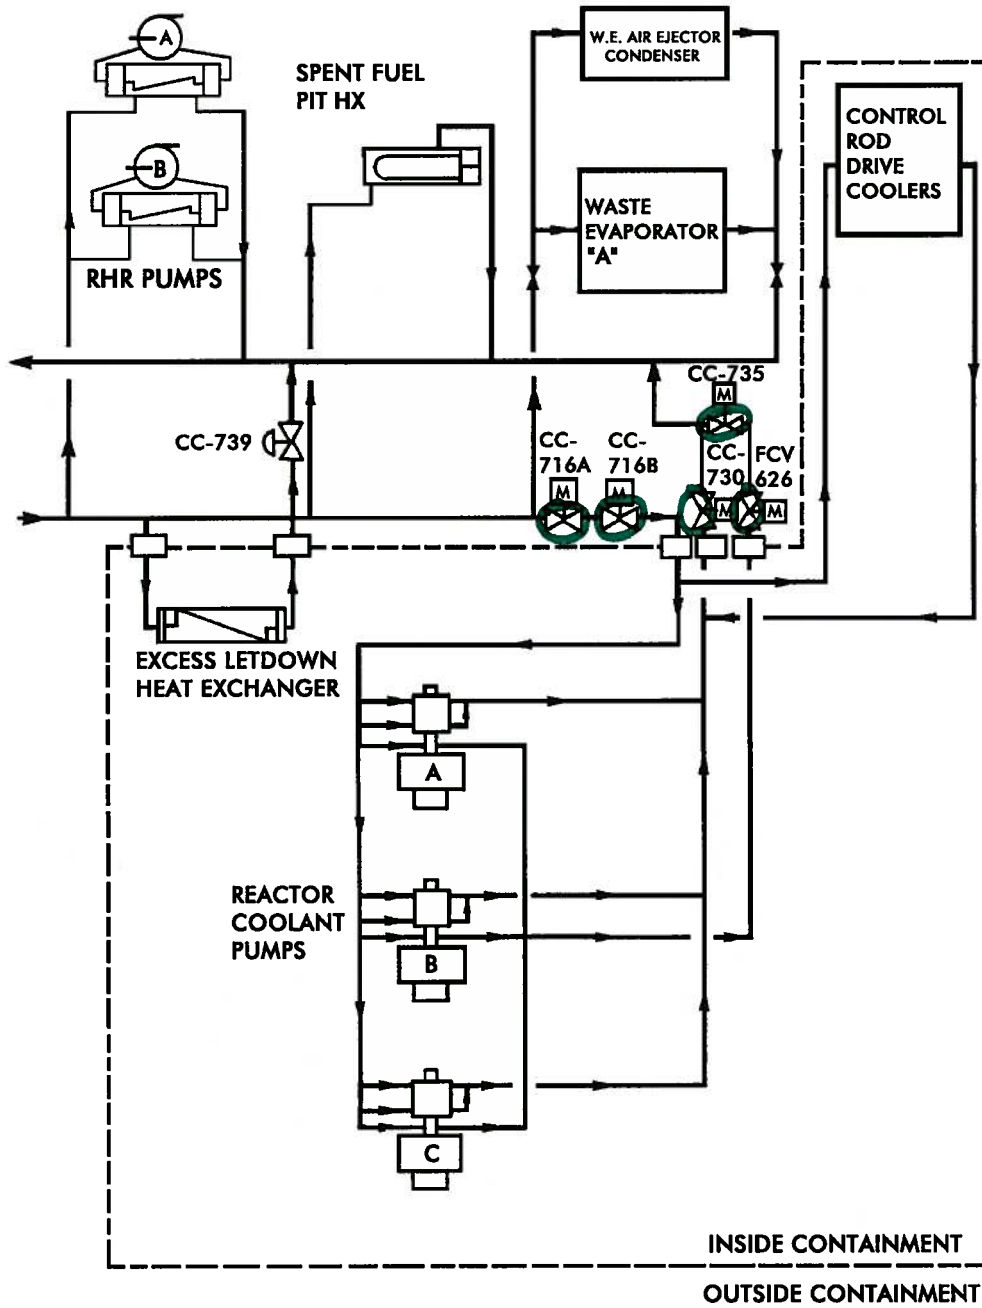 A
B
RHR PUMPS
SPENT FUEL
PIT HX
W.E. AIR EJECTOR
CONDENSER
WASTE
EVAPORATOR
"A"
CONTROL
ROD
DRIVE
COOLERS
CC-739
CC-735
M
CC-
716A
M
CC-
716B
M
CC-
730
M
FCV
626
M
EXCESS LETDOWN
HEAT EXCHANGER
A
REACTOR
COOLANT
PUMPS
B
C
INSIDE CONTAINMENT
OUTSIDE CONTAINMENT